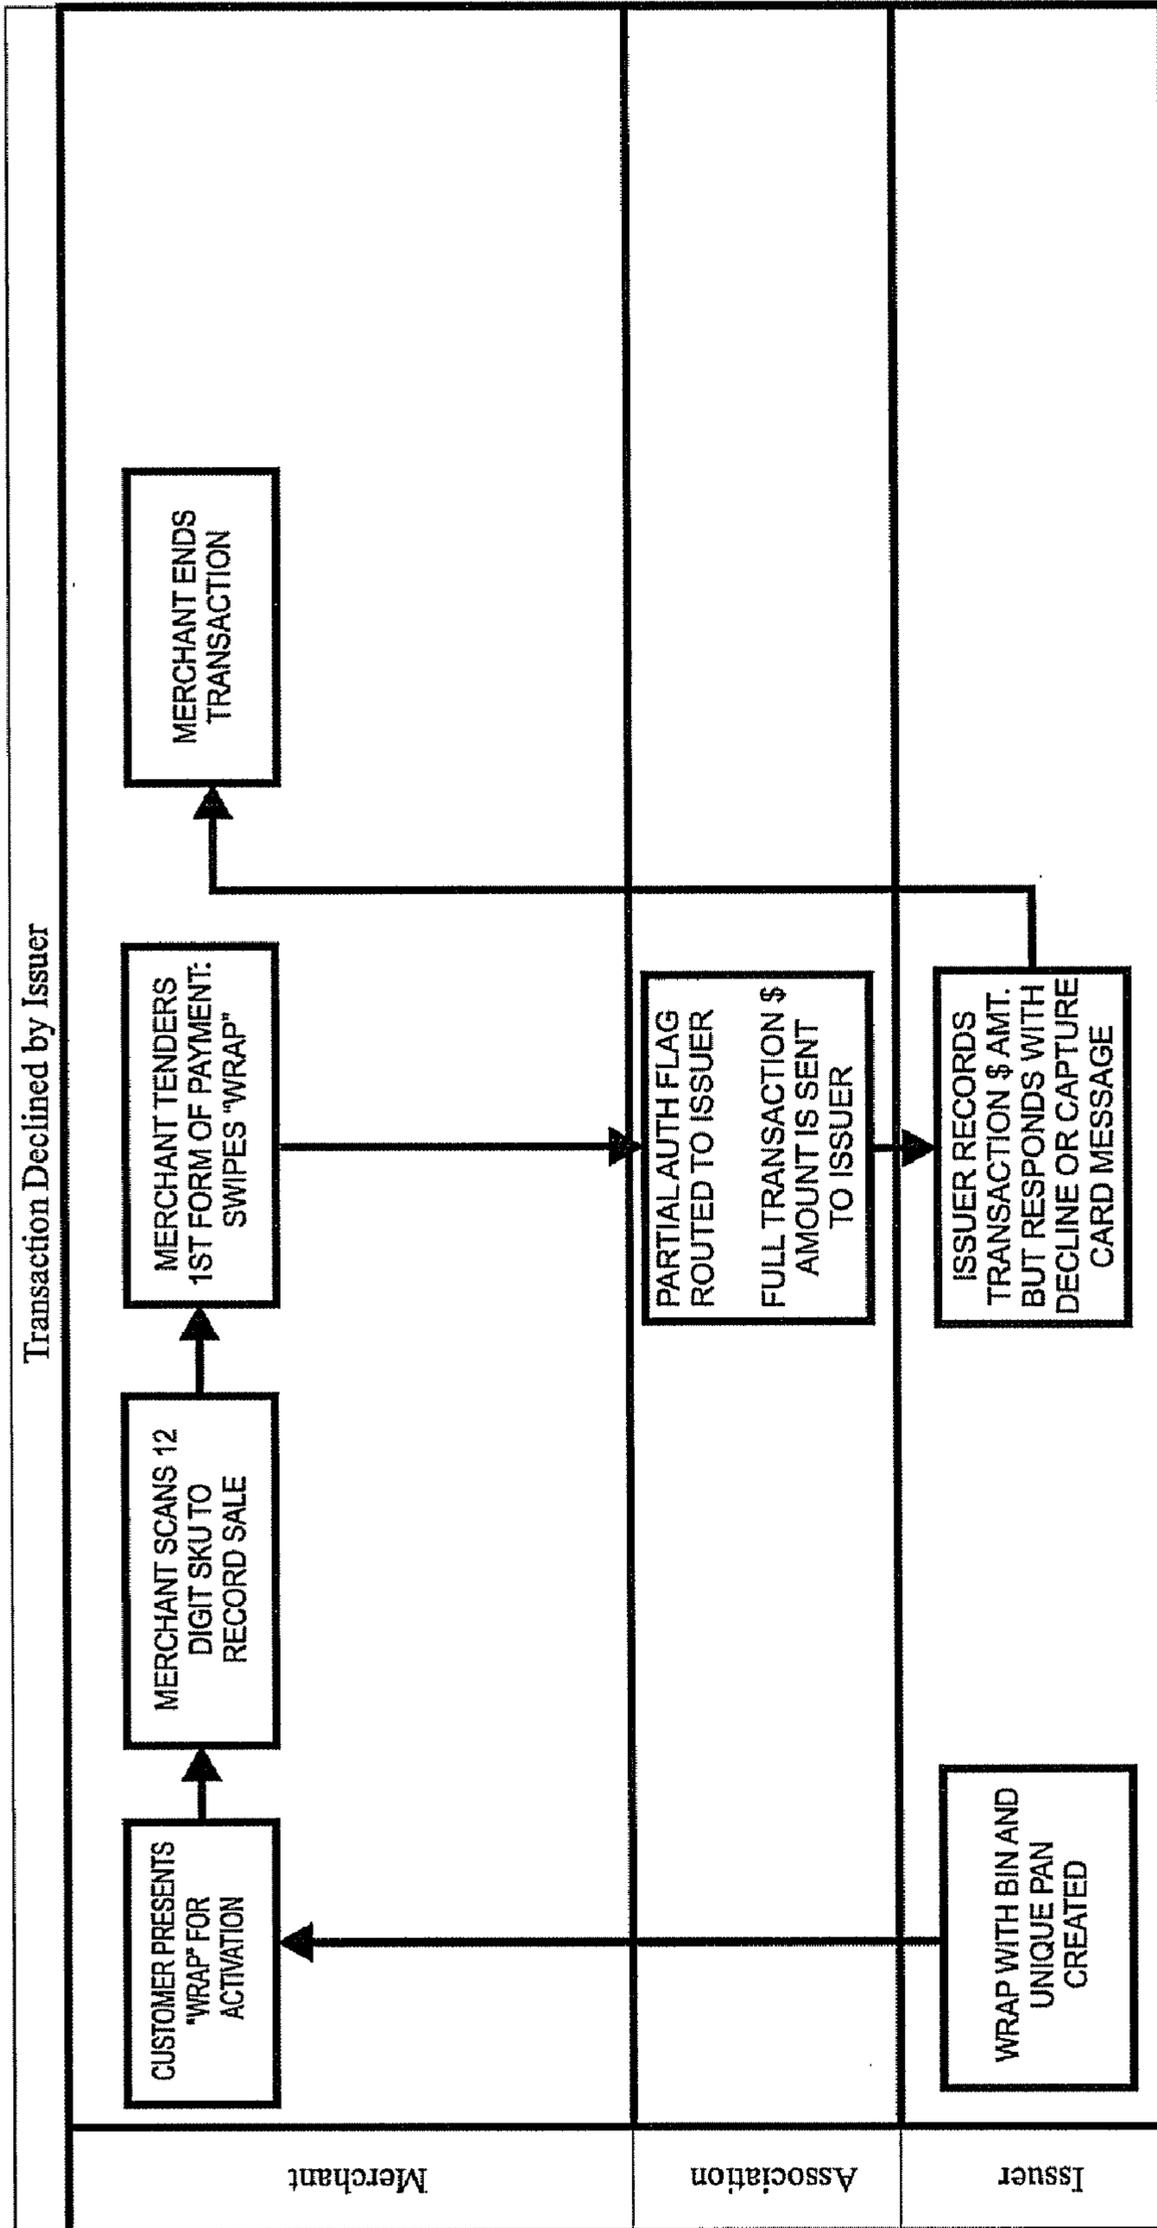 Transaction Declined by Issuer
Merchant
CUSTOMER PRESENTS
"WRAP" FOR
ACTIVATION
MERCHANT SCANS 12
DIGIT SKU TO
RECORD SALE
MERCHANT TENDERS
1ST FORM OF PAYMENT:
SWIPES "WRAP"
MERCHANT ENDS
TRANSACTION
Association
PARTIAL AUTH FLAG
ROUTED TO ISSUER
FULL TRANSACTION $
AMOUNT IS SENT
TO ISSUER
Issuer
WRAP WITH BIN AND
UNIQUE PAN
CREATED
ISSUER RECORDS
TRANSACTION $ AMT.
BUT RESPONDS WITH
DECLINE OR CAPTURE
CARD MESSAGE